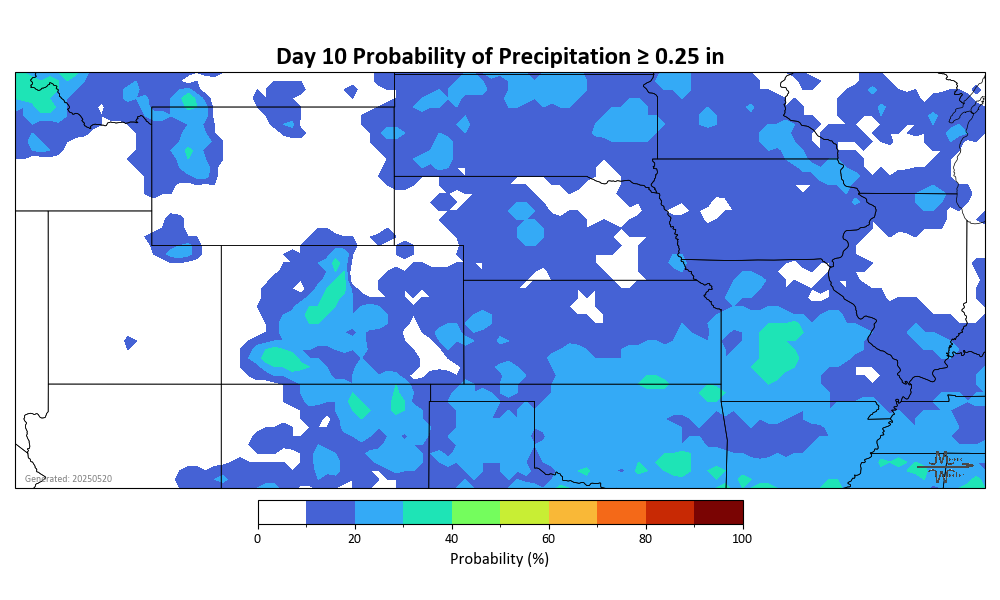 Day 10 Probability of Precipitation ≥ 0.25 in
Generated: 20250520
0 20 40 60 80 100
Probability (%)